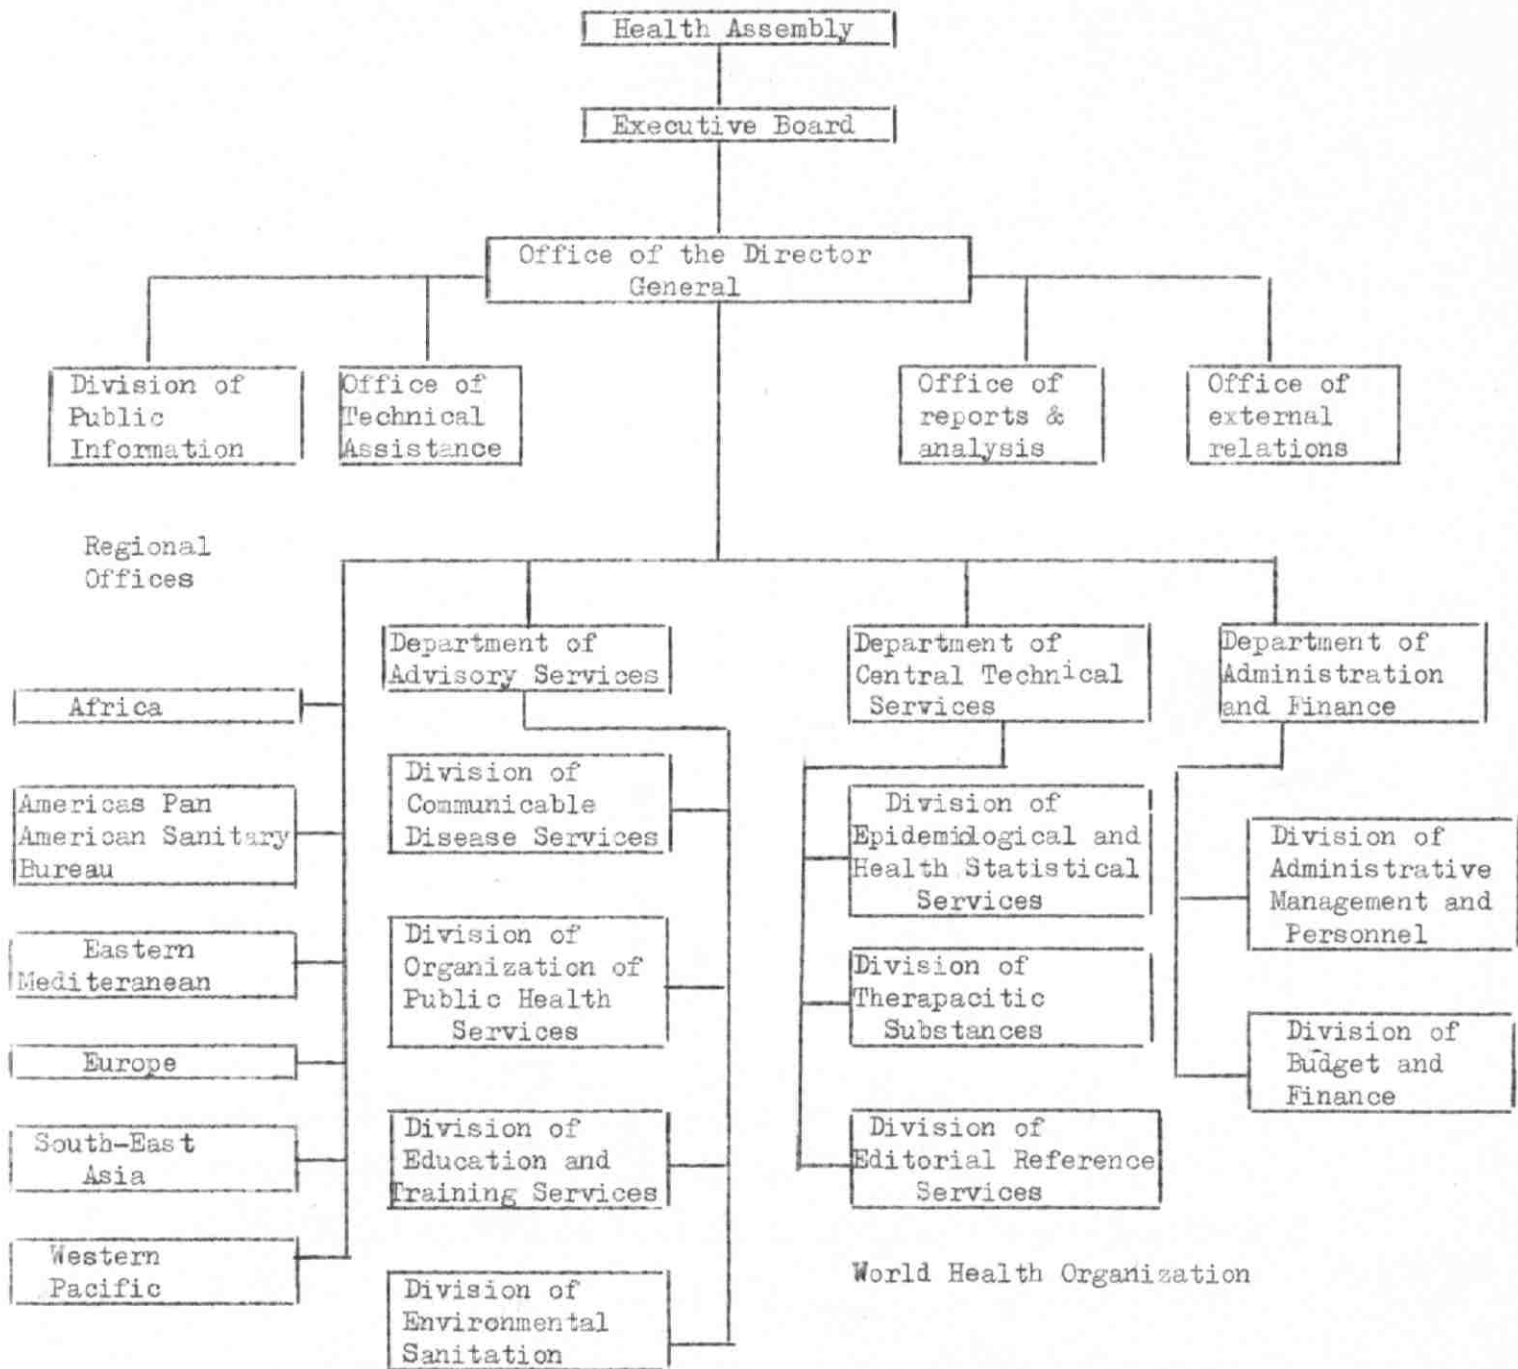 Health Assembly
Executive Board
Office of the Director
General
Division of
Public
Information
Office of
Technical
Assistance
Office of
reports &
analysis
Office of
external
relations
Regional
Offices
Africa
Americas Pan
American Sanitary
Bureau
Eastern
Mediteranean
Europe
South-East
Asia
Western
Pacific
Department of
Advisory Services
Division of
Communicable
Disease Services
Division of
Organization of
Public Health
Services
Division of
Education and
Training Services
Division of
Environmental
Sanitation
Department of
Central Technical
Services
Division of
Epidemiological and
Health Statistical
Services
Division of
Therapacitic
Substances
Division of
Editorial Reference
Services
Department of
Administration
and Finance
Division of
Administrative
Management and
Personnel
Division of
Budget and
Finance
World Health Organization